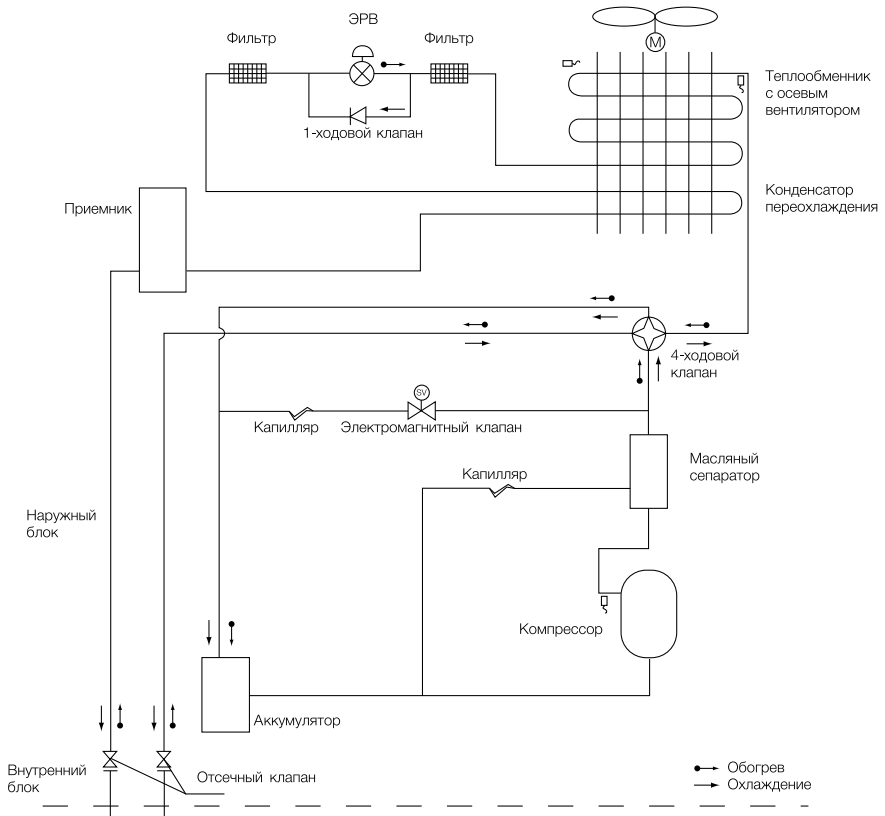 ЭРВ
Фильтр
Фильтр
M
Теплообменник
с осевым
вентилятором
1-ходовой клапан
Конденсатор
переохлаждения
Приемник
4-ходовой
клапан
SV
Капилляр
Электромагнитный клапан
Масляный
сепаратор
Капилляр
Наружный
блок
Компрессор
Аккумулятор
Внутренний
блок
Отсечный клапан
Обогрев
Охлаждение